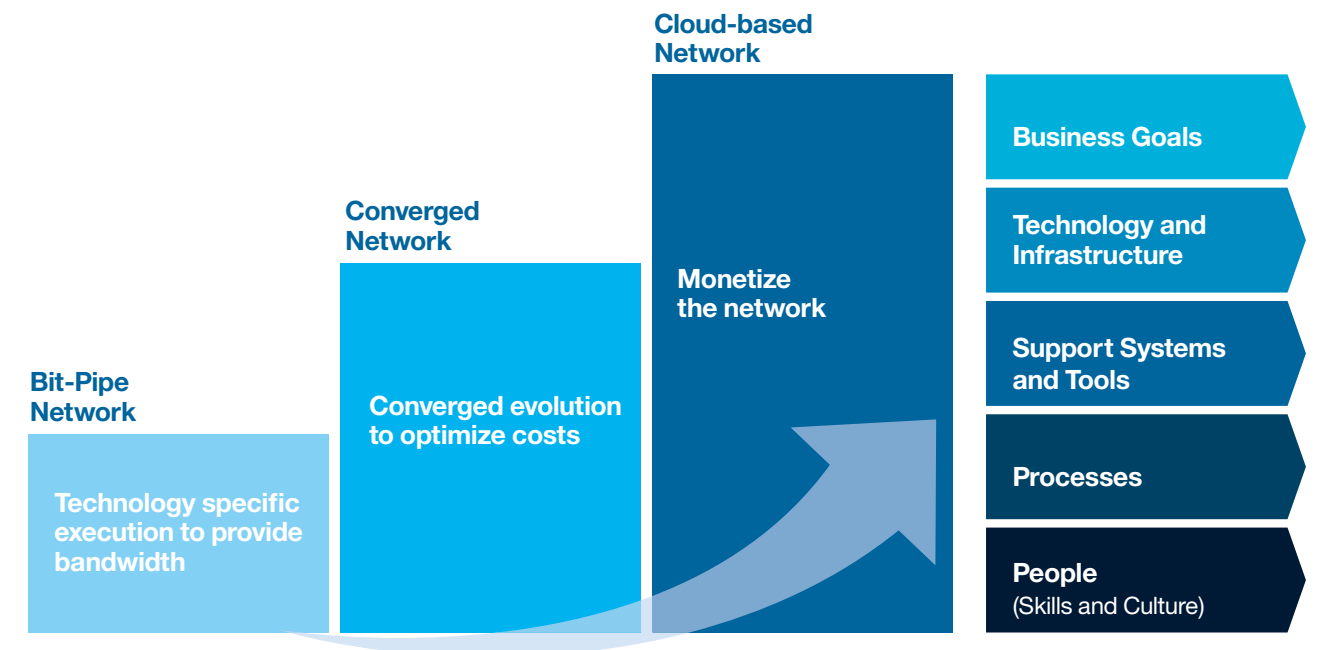 Cloud-based
Network
Converged
Network
Bit-Pipe
Network
Technology specific
execution to provide
bandwidth
Converged evolution
to optimize costs
Monetize
the network
Business Goals
Technology and
Infrastructure
Support Systems
and Tools
Processes
People
(Skills and Culture)